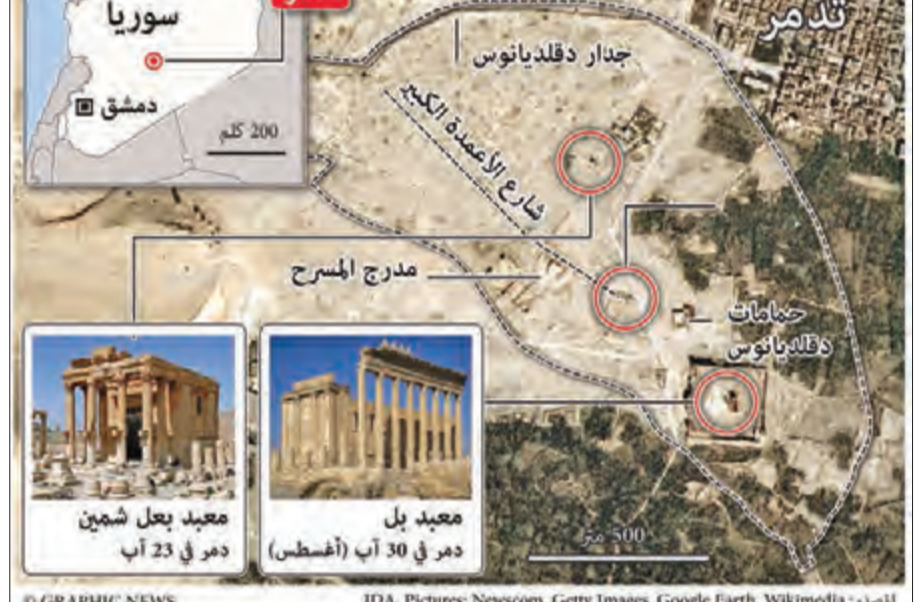 سوريا
دمشق
200 كلم
تدمر
جدار دقلديانوس
شارع الأعمدة الكبير
مدرج المسرح
حمامات
دقلديانوس
معبد بعل شمين
دمر في 23 آب
معبد بل
دمر في 30 آب (أغسطس)
500 متر
© GRAPHIC NEWS
IDA, Pictures: Newscom, Getty Images, Google Earth, Wikimedia